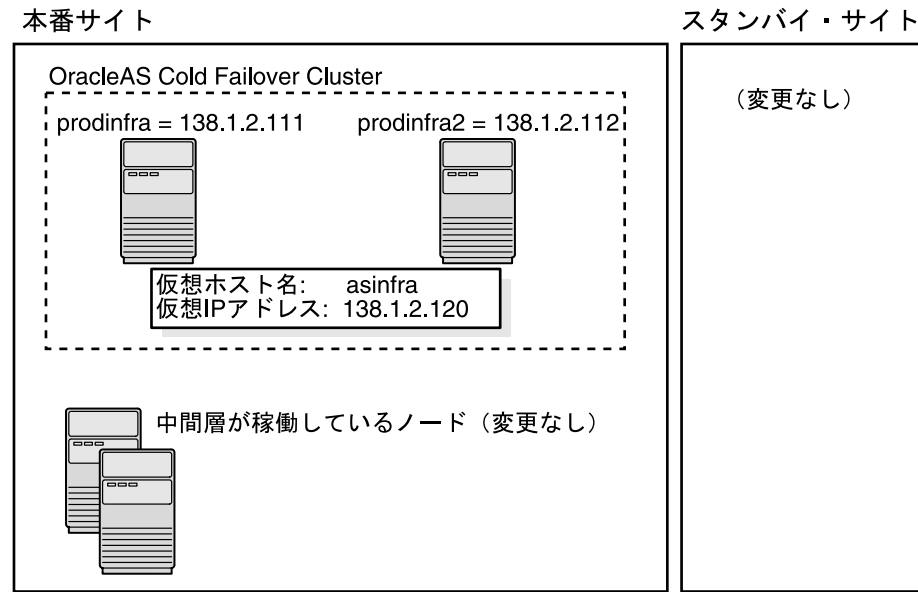 本番サイト
スタンバイ・サイト
OracleAS Cold Failover Cluster
（変更なし）
prodinfra = 138.1.2.111
prodinfra2 = 138.1.2.112
仮想ホスト名: asinfra
仮想IPアドレス: 138.1.2.120
中間層が稼働しているノード（変更なし）